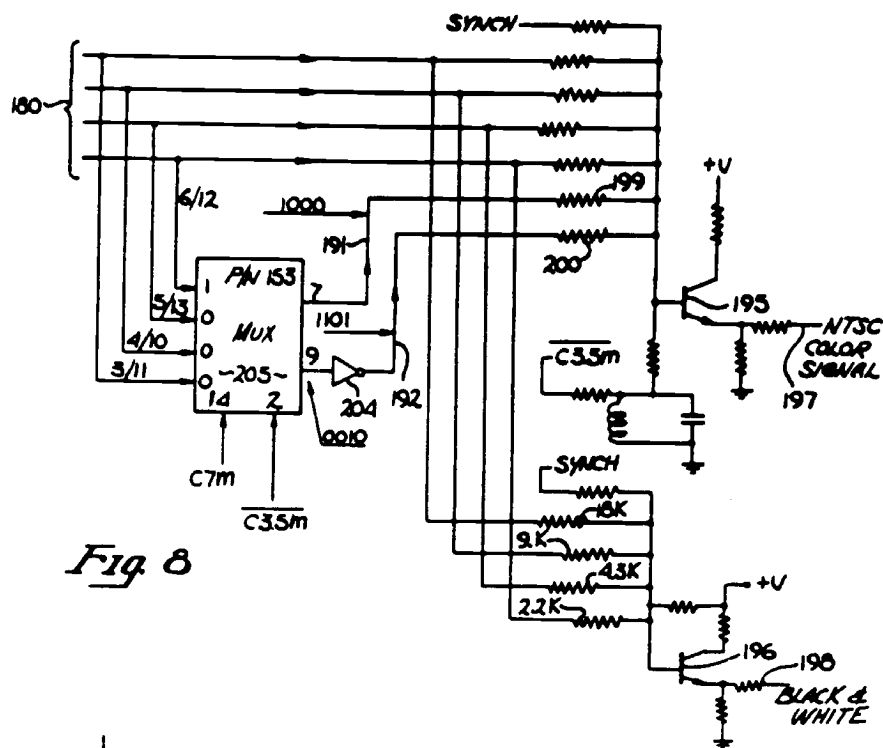 SYNCH
180
6/12
1000
199
191
200
+V
5/13
1
P/N 153
7
4/10
0
MUX
1101
195
NTSC
COLOR
SIGNAL
3/11
0
~205~
9
197
0
14
2
204
192
C3.5m
0010
C7m
C3.5m
SYNCH
18K
9K
4.3K
2.2K
+V
196
198
BLACK &
WHITE
Fig. 8